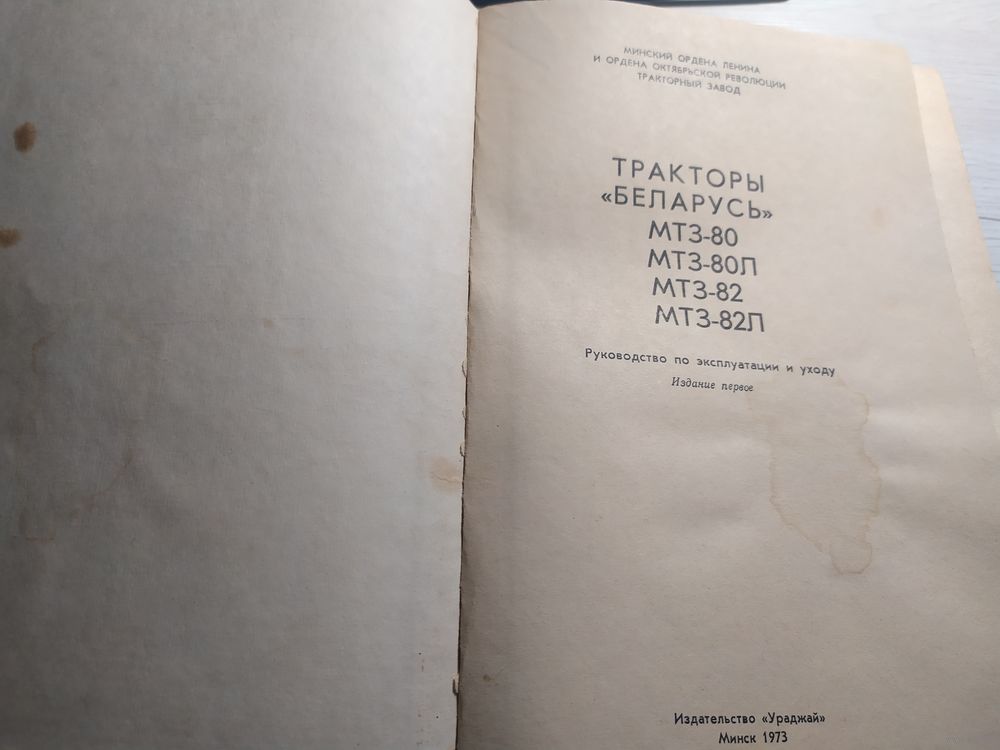 МИНСКИЙ ОРДЕНА ЛЕНИНА
И ОРДЕНА ОКТЯБРЬСКОЙ РЕВОЛЮЦИИ
ТРАКТОРНЫЙ ЗАВОД
ТРАКТОРЫ
«БЕЛАРУСЬ»
МТЗ-80
МТЗ-80Л
МТЗ-82
МТЗ-82Л
Руководство по эксплуатации и уходу
Издание первое
Издательство «Ураджай»
Минск 1973